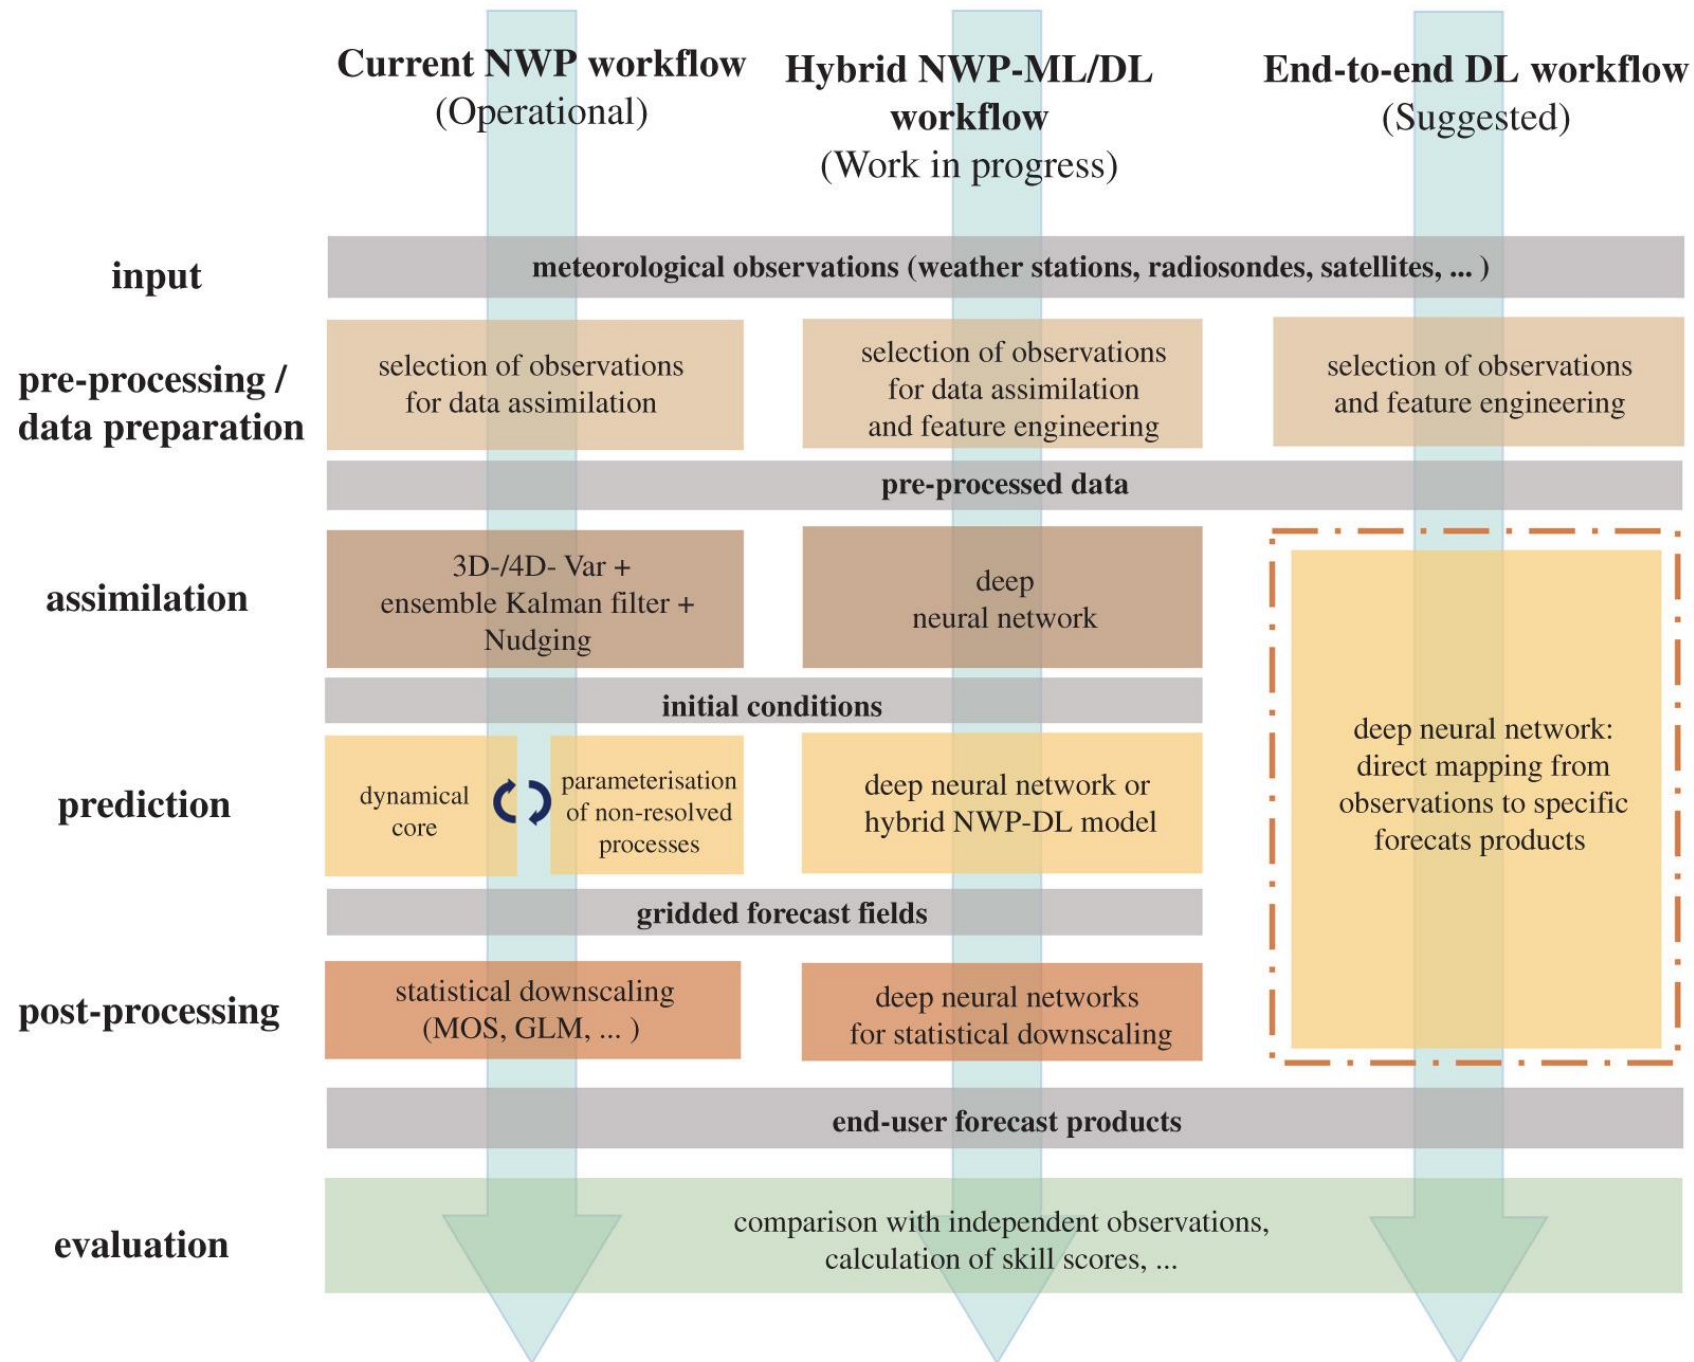 Current NWP workflow
(Operational)
Hybrid NWP-ML/DL
workflow
(Work in progress)
End-to-end DL workflow
(Suggested)
input
meteorological observations (weather stations, radiosondes, satellites, ... )
pre-processing /
data preparation
selection of observations
for data assimilation
selection of observations
for data assimilation
and feature engineering
selection of observations
and feature engineering
pre-processed data
assimilation
3D-/4D- Var +
ensemble Kalman filter +
Nudging
deep
neural network
initial conditions
prediction
dynamical
core
parameterisation
of non-resolved
processes
deep neural network or
hybrid NWP-DL model
deep neural network:
direct mapping from
observations to specific
forecats products
gridded forecast fields
post-processing
statistical downscaling
(MOS, GLM, ... )
deep neural networks
for statistical downscaling
end-user forecast products
evaluation
comparison with independent observations,
calculation of skill scores, ...